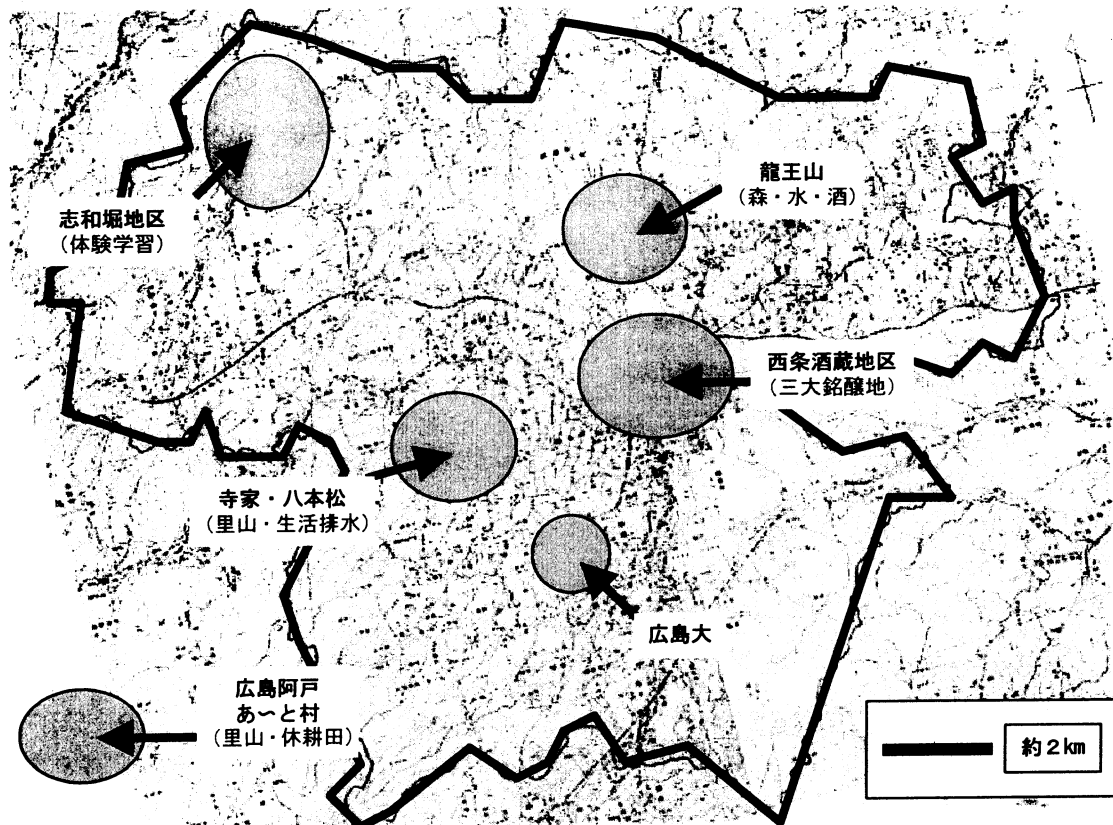 龍王山
(森・水・酒)
志和堀地区
(体験学習)
西条酒蔵地区
(三大銘醸地)
寺家・八本松
(里山・生活排水)
広島大
広島阿戸
あ〜と村
(里山・休耕田)
約2km